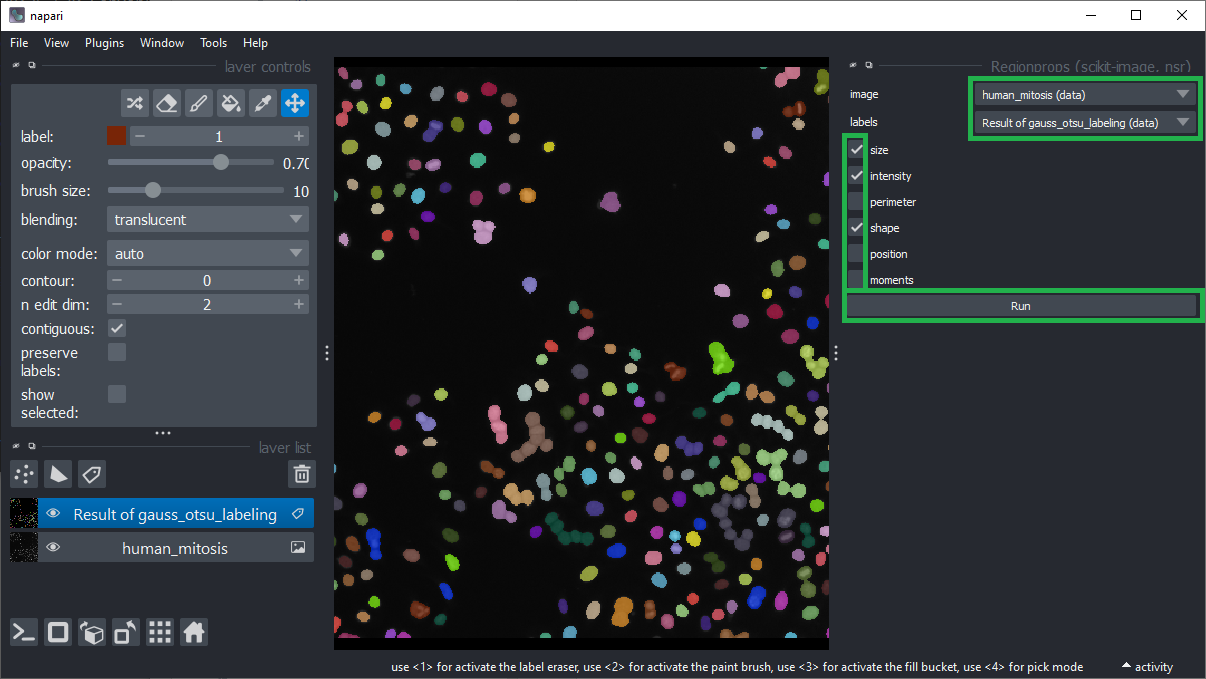 napari
File View Plugins Window Tools Help
layer controls
label: 1
opacity: 0.70
brush size: 10
blending: translucent
color mode: auto
contour: 0
n edit dim: 2
contiguous:
preserve
labels:
show
selected:
layer list
Result of gauss_otsu_labeling
human_mitosis
Regionprops (scikit-image, nsr)
image human_mitosis (data)
labels Result of gauss_otsu_labeling (data)
size
intensity
perimeter
shape
position
moments
Run
use <1> for activate the label eraser, use <2> for activate the paint brush, use <3> for activate the fill bucket, use <4> for pick mode
activity